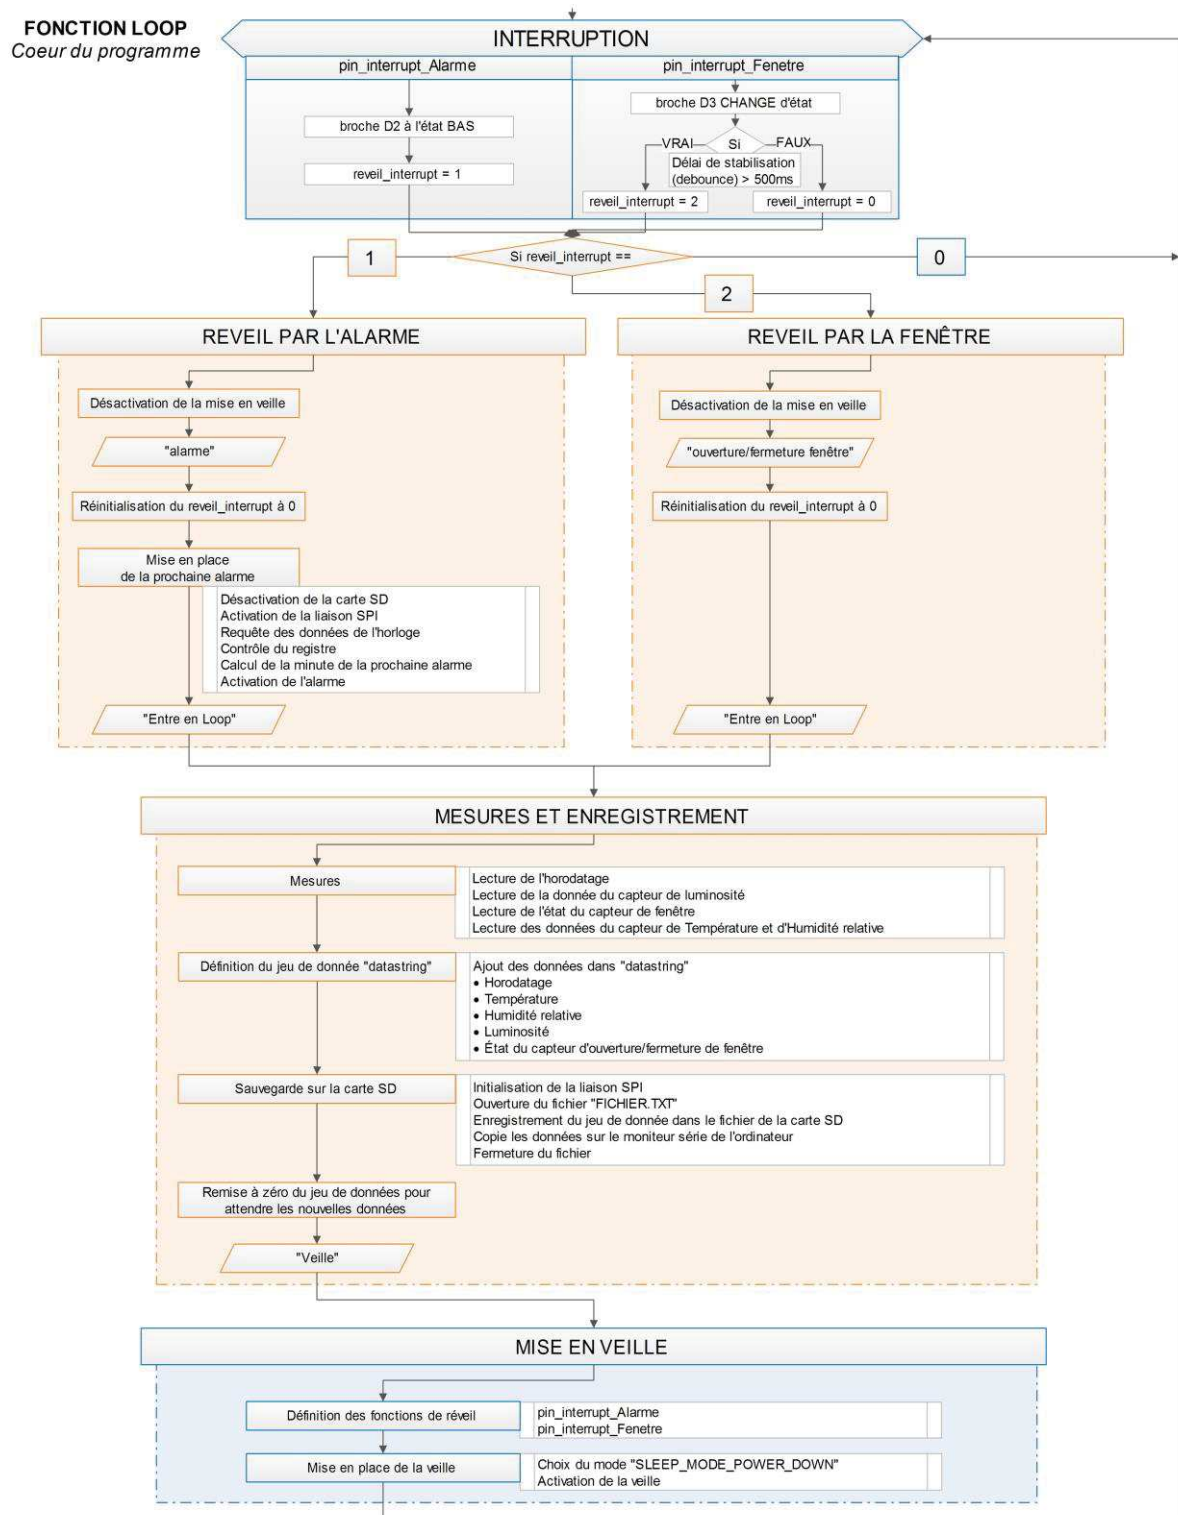 FONCTION LOOP
Coeur du programme
INTERRUPTION
pin_interrupt_Alarme
pin_interrupt_Fenetre
broche D2 à l'état BAS
reveil_interrupt = 1
broche D3 CHANGE d'état
VRAI
Si
FAUX
Délai de stabilisation
(debounce) > 500ms
reveil_interrupt = 2
reveil_interrupt = 0
1
Si reveil_interrupt ==
0
2
REVEIL PAR L'ALARME
Désactivation de la mise en veille
"alarme"
Réinitialisation du reveil_interrupt à 0
Mise en place
de la prochaine alarme
Désactivation de la carte SD
Activation de la liaison SPI
Requête des données de l'horloge
Contrôle du registre
Calcul de la minute de la prochaine alarme
Activation de l'alarme
"Entre en Loop"
REVEIL PAR LA FENÊTRE
Désactivation de la mise en veille
"ouverture/fermeture fenêtre"
Réinitialisation du reveil_interrupt à 0
"Entre en Loop"
MESURES ET ENREGISTREMENT
Mesures
Lecture de l'horodatage
Lecture de la donnée du capteur de luminosité
Lecture de l'état du capteur de fenêtre
Lecture des données du capteur de Température et d'Humidité relative
Définition du jeu de donnée "datastring"
Ajout des données dans "datastring"
• Horodatage
• Température
• Humidité relative
• Luminosité
• État du capteur d'ouverture/fermeture de fenêtre
Sauvegarde sur la carte SD
Initialisation de la liaison SPI
Ouverture du fichier "FICHIER.TXT"
Enregistrement du jeu de donnée dans le fichier de la carte SD
Copie les données sur le moniteur série de l'ordinateur
Fermeture du fichier
Remise à zéro du jeu de données pour
attendre les nouvelles données
"Veille"
MISE EN VEILLE
Définition des fonctions de réveil
pin_interrupt_Alarme
pin_interrupt_Fenetre
Mise en place de la veille
Choix du mode "SLEEP_MODE_POWER_DOWN"
Activation de la veille